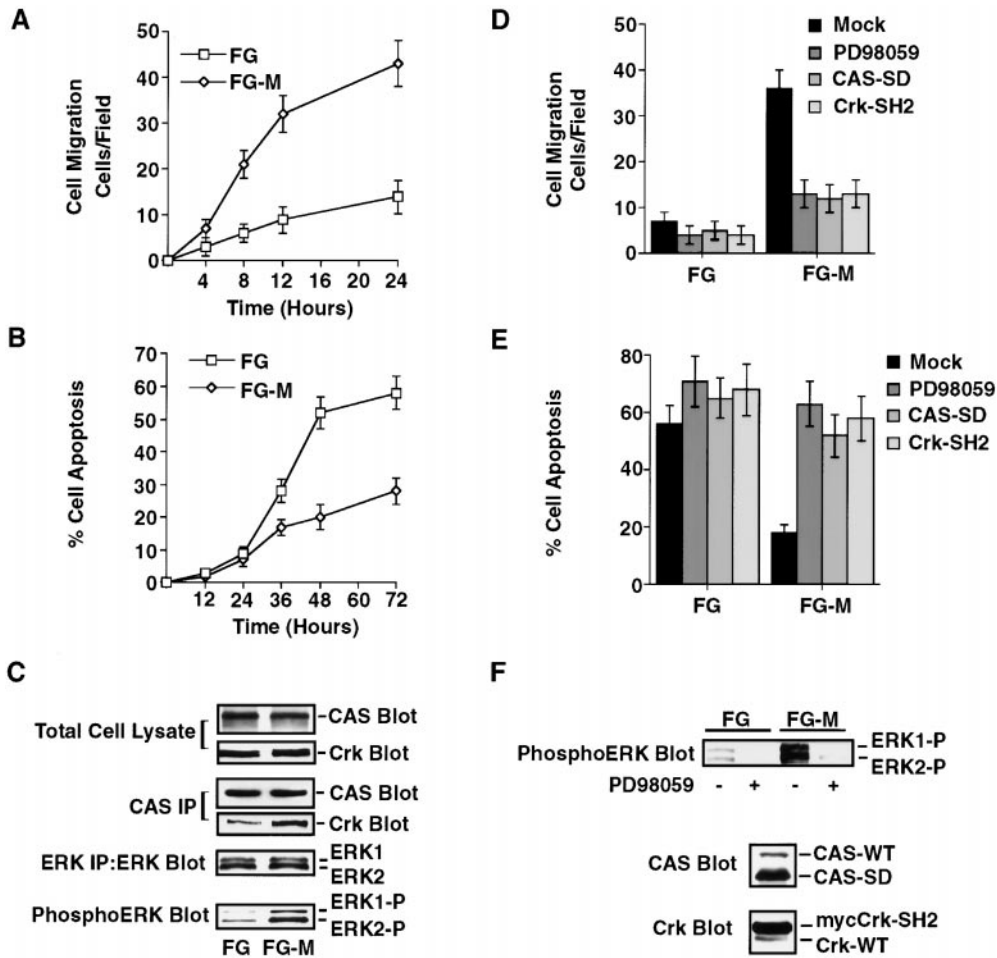 A
Cell Migration
Cells/Field
50
40
30
20
10
0
FG
FG-M
4 8 12 16 20 24
Time (Hours)
B
% Cell Apoptosis
70
60
50
40
30
20
10
0
FG
FG-M
12 24 36 48 60 72
Time (Hours)
C
Total Cell Lysate
CAS Blot
Crk Blot
CAS IP
CAS Blot
Crk Blot
ERK IP:ERK Blot
ERK1
ERK2
PhosphoERK Blot
ERK1-P
ERK2-P
FG FG-M
D
Cell Migration
Cells/Field
50
40
30
20
10
0
Mock
PD98059
CAS-SD
Crk-SH2
FG FG-M
E
% Cell Apoptosis
80
60
40
20
0
Mock
PD98059
CAS-SD
Crk-SH2
FG FG-M
F
FG FG-M
PhosphoERK Blot
ERK1-P
ERK2-P
PD98059 - + - +
CAS Blot
CAS-WT
CAS-SD
Crk Blot
mycCrk-SH2
Crk-WT